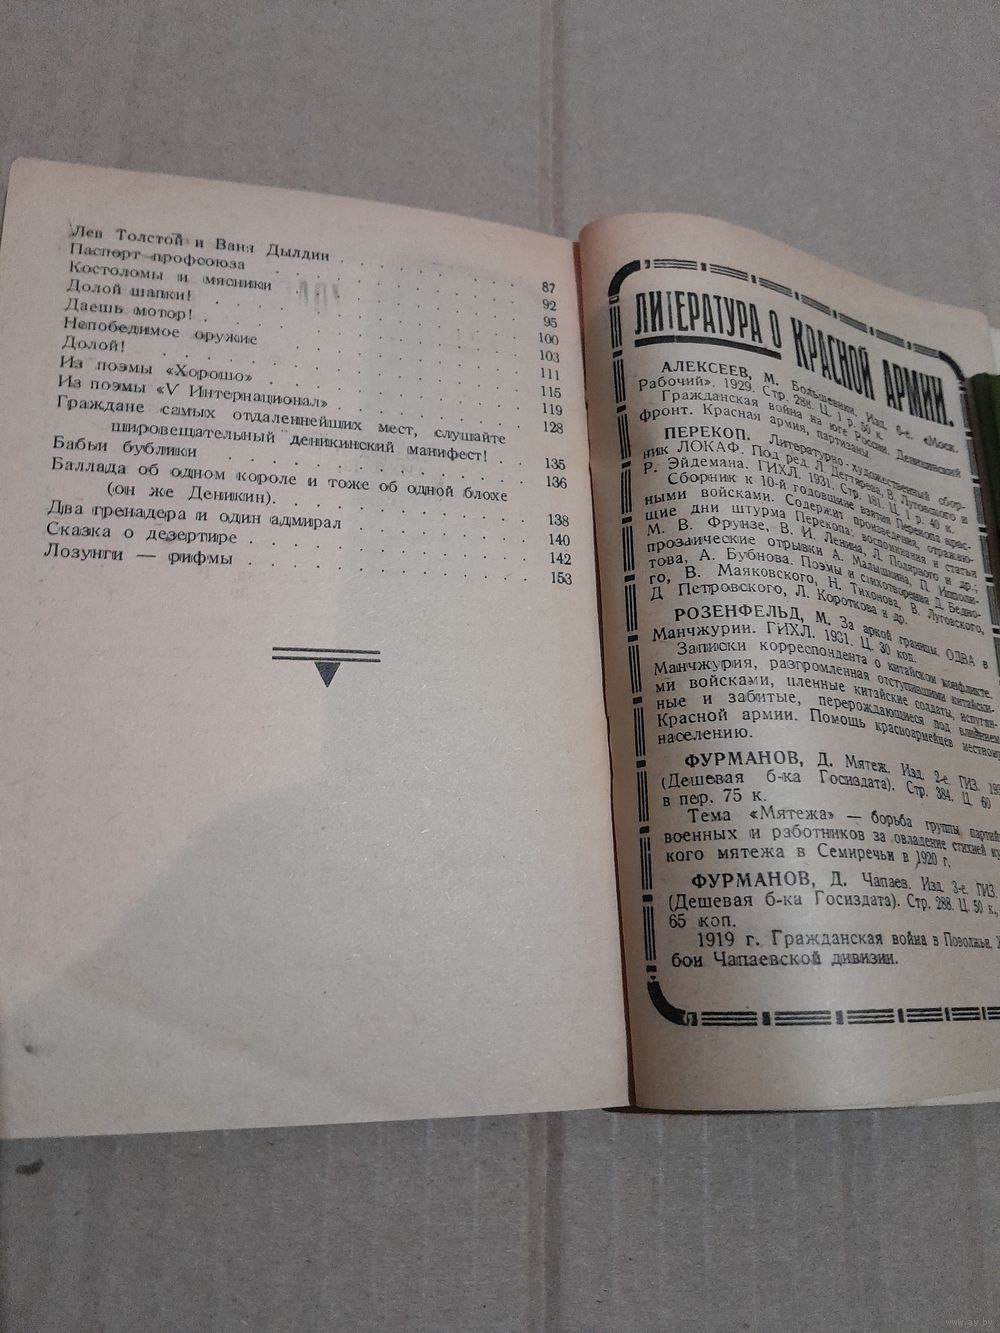 Лев Толстой и Ваня Дылдин . . . . . . . 87
Паспорт профсоюза . . . . . . . 92
Костоломы и мясники . . . . . . . 95
Долой шапки! . . . . . . . 100
Даешь мотор! . . . . . . . 103
Непобедимое оружие . . . . . . . 111
Долой! . . . . . . . 115
Из поэмы «Хорошо» . . . . . . . 119
Из поэмы «V Интернационал» . . . . . . . 128
Граждане самых отдаленнейших мест, слушайте
шировещательный деникинский манифест! . . 135
Бабьи бублики . . . . . . . 136
Баллада об одном короле и тоже об одной блохе
(он же Деникин). . . . . . . . 138
Два гренадера и один адмирал . . . . . . . 140
Сказка о дезертире . . . . . . . 142
Лозунги — рифмы . . . . . . . 153
ЛИТЕРАТУРА О КРАСНОЙ АРМИИ.
АЛЕКСЕЕВ, М. Большевики. Изд. 6-е. «Моск.
Рабочий». 1929. Стр. 288. Ц. 1 р. 50 к.
Гражданская война на юге России. Деникинский
фронт. Красная армия, партизаны.
ПЕРЕКОП. Литературно-художественный сбор-
ник ЛОКАФ. Под ред. Л. Дегтярева, В. Лутовского и
Р. Эйдемана. ГИХЛ. 1931. Стр. 181. Ц. 1 р. 40 к.
Сборник к 10-й годовщине взятия Перекопа крас-
ными войсками. Содержит произведения, отражаю-
щие дни штурма Перекопа: воспоминания и статьи
М. В. Фрунзе, В. И. Ленина, Л. Подярного и др.;
прозаические отрывки А. Малышкина, П. Ипполи-
това, А. Бубнова. Поэмы и стихотворения Д. Бедно-
го, В. Маяковского, Н. Тихонова, В. Луговского,
Д. Петровского, Л. Короткова и др.
РОЗЕНФЕЛЬД, М. За аркой границы. ОДВА в
Манчжурии. ГИХЛ. 1931. Ц. 30 коп.
Записки корреспондента о китайском конфликте.
Манчжурия, разгромленная отступившими китайски-
ми войсками, пленные китайские солдаты, испуган-
ные и забитые, перерождающиеся под влиянием
Красной армии. Помощь красноармейцев местному
населению.
ФУРМАНОВ, Д. Мятеж. Изд. 2-е. ГИЗ.
(Дешевая б-ка Госиздата). Стр. 384. Ц. 60
в пер. 75 к.
Тема «Мятежа» — борьба группы
военных и работников за овладение стихией
кого мятежа в Семиречьи в 1920 г.
ФУРМАНОВ, Д. Чапаев. Изд. 3-е. ГИЗ.
(Дешевая б-ка Госиздата). Стр. 288. Ц. 50 к.,
65 коп.
1919 г. Гражданская война в Поволжьи.
бои Чапаевской дивизии.
www.ay.by